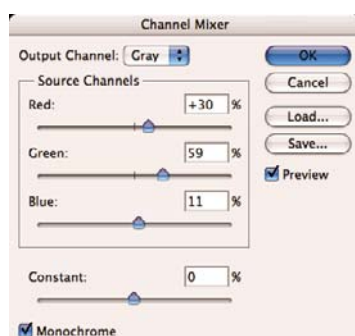 Channel Mixer
Output Channel: Gray
OK
Source Channels
Cancel
Red: +30 %
Load...
Save...
Green: 59 %
Preview
Blue: 11 %
Constant: 0 %
Monochrome